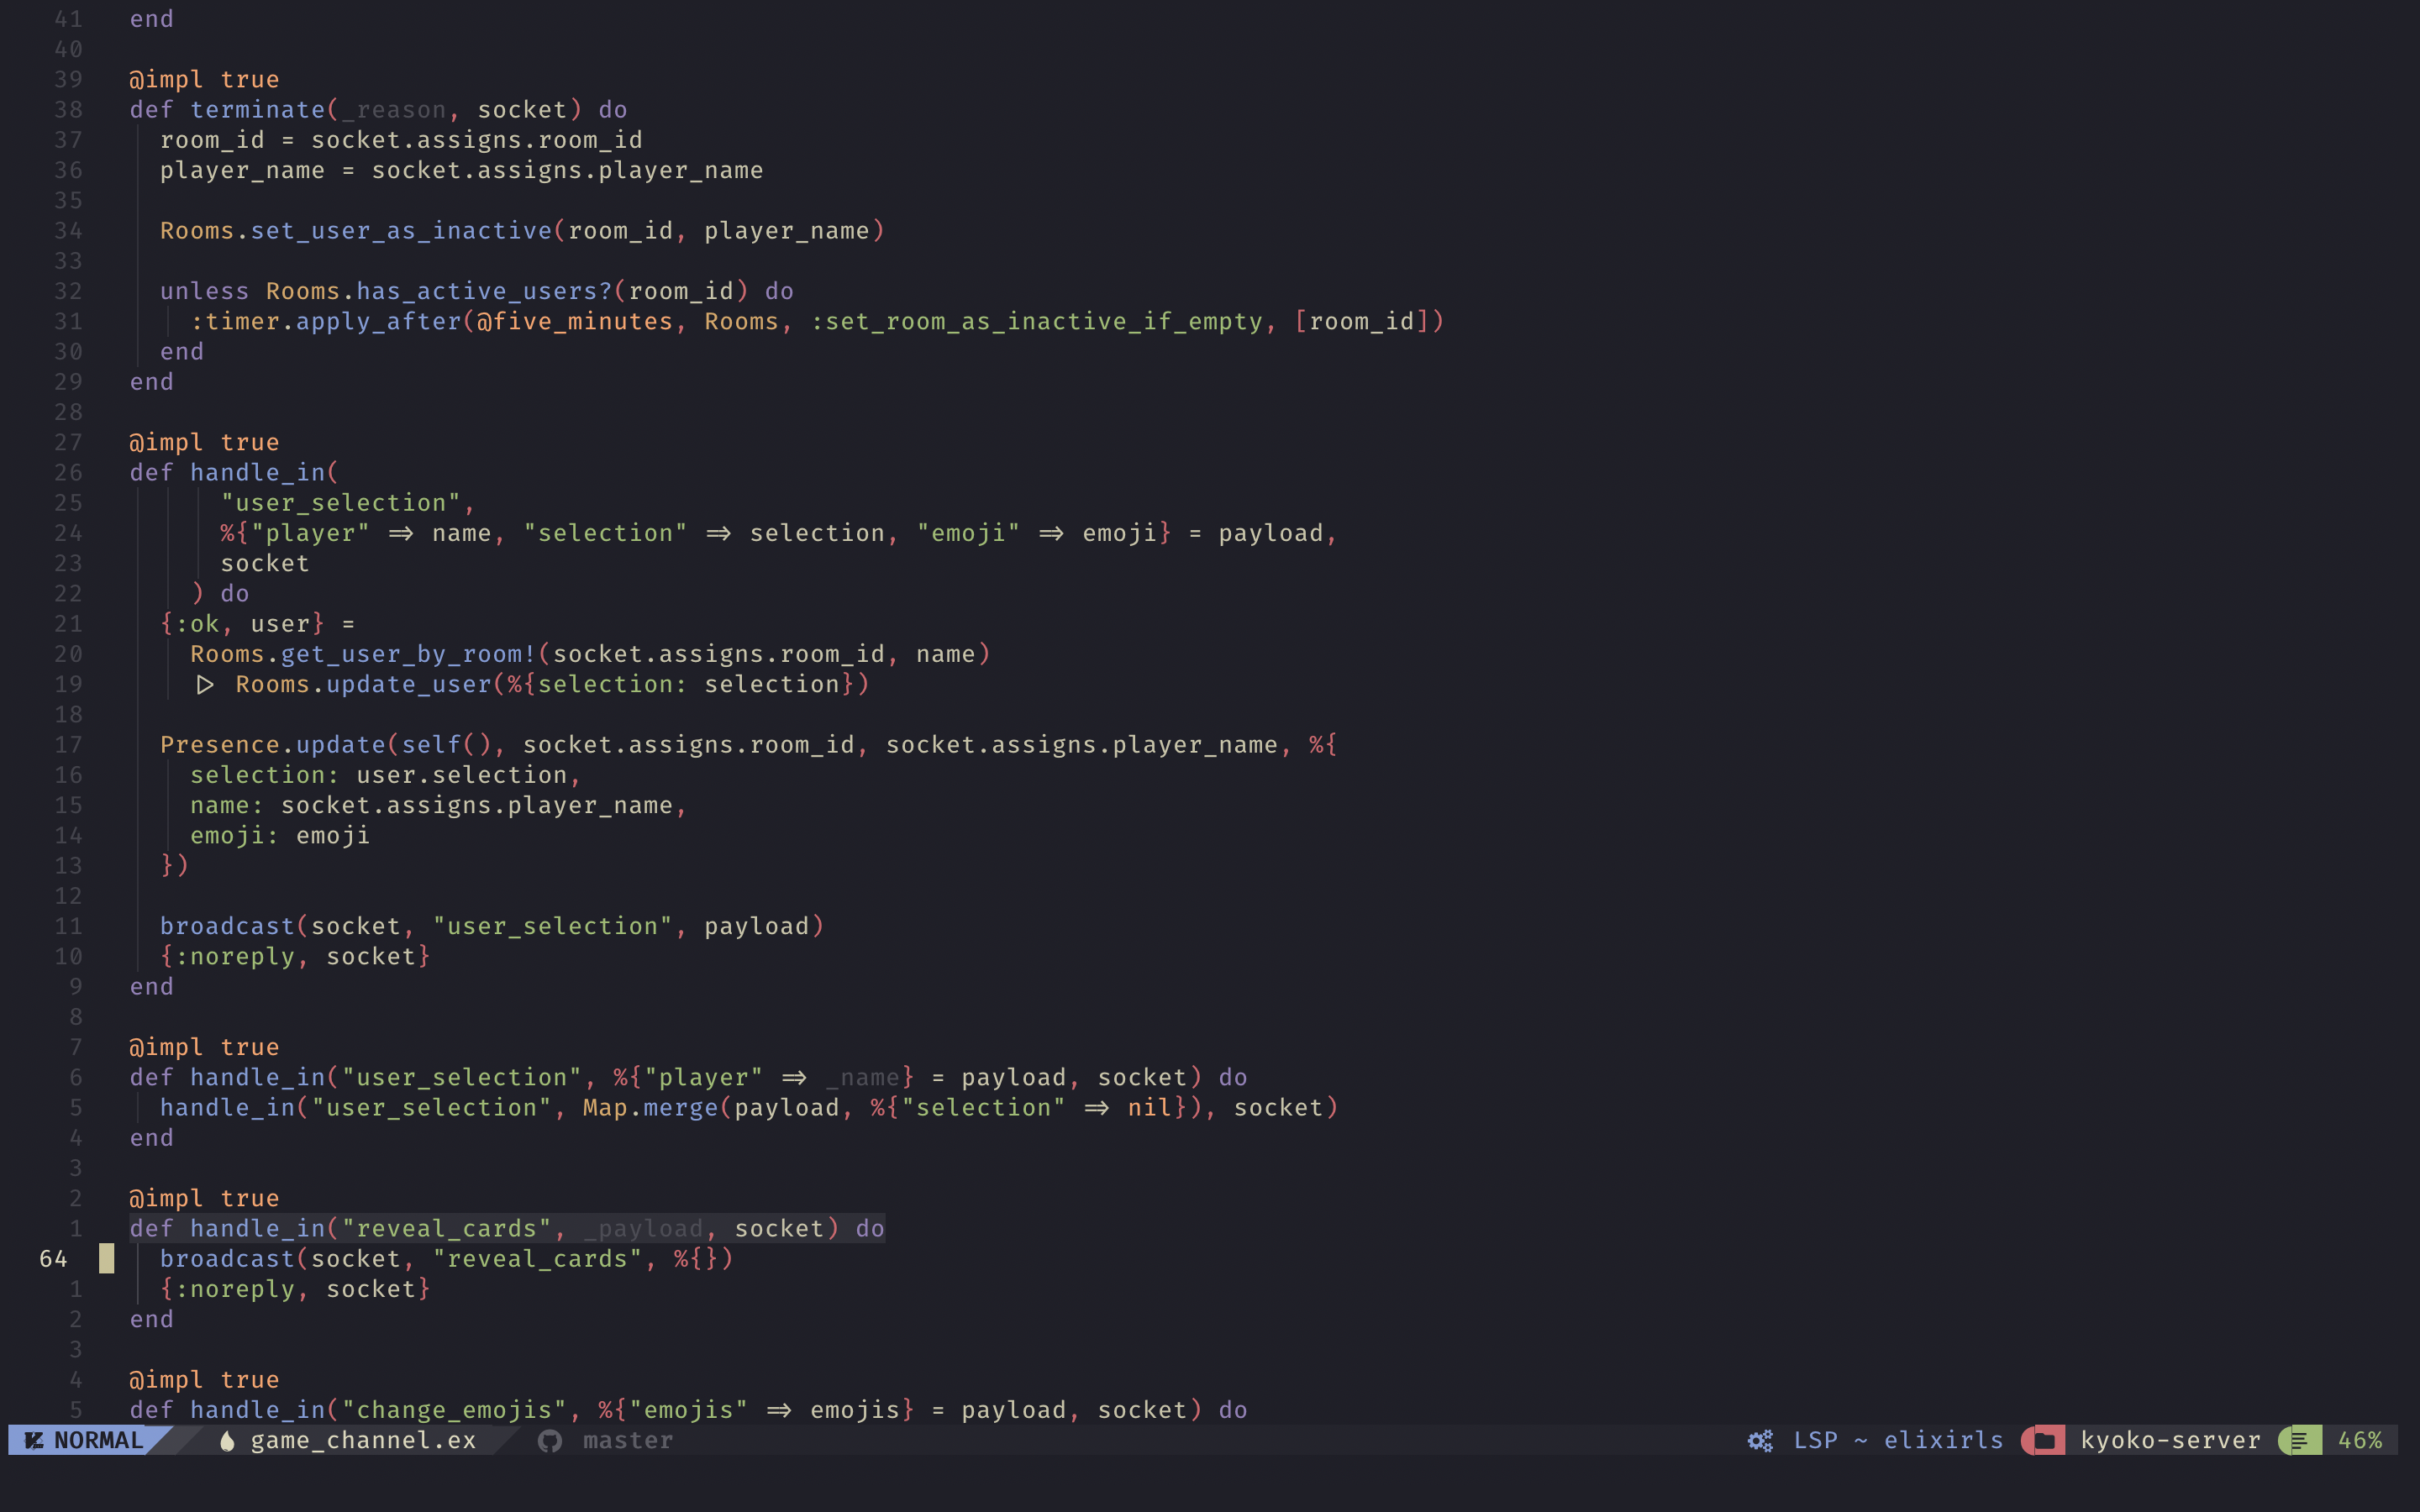 41 end
40
39 @impl true
38 def terminate(_reason, socket) do
37 room_id = socket.assigns.room_id
36 player_name = socket.assigns.player_name
35
34 Rooms.set_user_as_inactive(room_id, player_name)
33
32 unless Rooms.has_active_users?(room_id) do
31 :timer.apply_after(@five_minutes, Rooms, :set_room_as_inactive_if_empty, [room_id])
30 end
29 end
28
27 @impl true
26 def handle_in(
25 "user_selection",
24 %{"player" => name, "selection" => selection, "emoji" => emoji} = payload,
23 socket
22 ) do
21 {:ok, user} =
20 Rooms.get_user_by_room!(socket.assigns.room_id, name)
19 |> Rooms.update_user(%{selection: selection})
18
17 Presence.update(self(), socket.assigns.room_id, socket.assigns.player_name, %{
16 selection: user.selection,
15 name: socket.assigns.player_name,
14 emoji: emoji
13 })
12
11 broadcast(socket, "user_selection", payload)
10 {:noreply, socket}
9 end
8
7 @impl true
6 def handle_in("user_selection", %{"player" => _name} = payload, socket) do
5 handle_in("user_selection", Map.merge(payload, %{"selection" => nil}), socket)
4 end
3
2 @impl true
1 def handle_in("reveal_cards", _payload, socket) do
64 broadcast(socket, "reveal_cards", %{})
1 {:noreply, socket}
2 end
3
4 @impl true
5 def handle_in("change_emojis", %{"emojis" => emojis} = payload, socket) do
NORMAL game_channel.ex master LSP ~ elixirls kyoko-server 46%